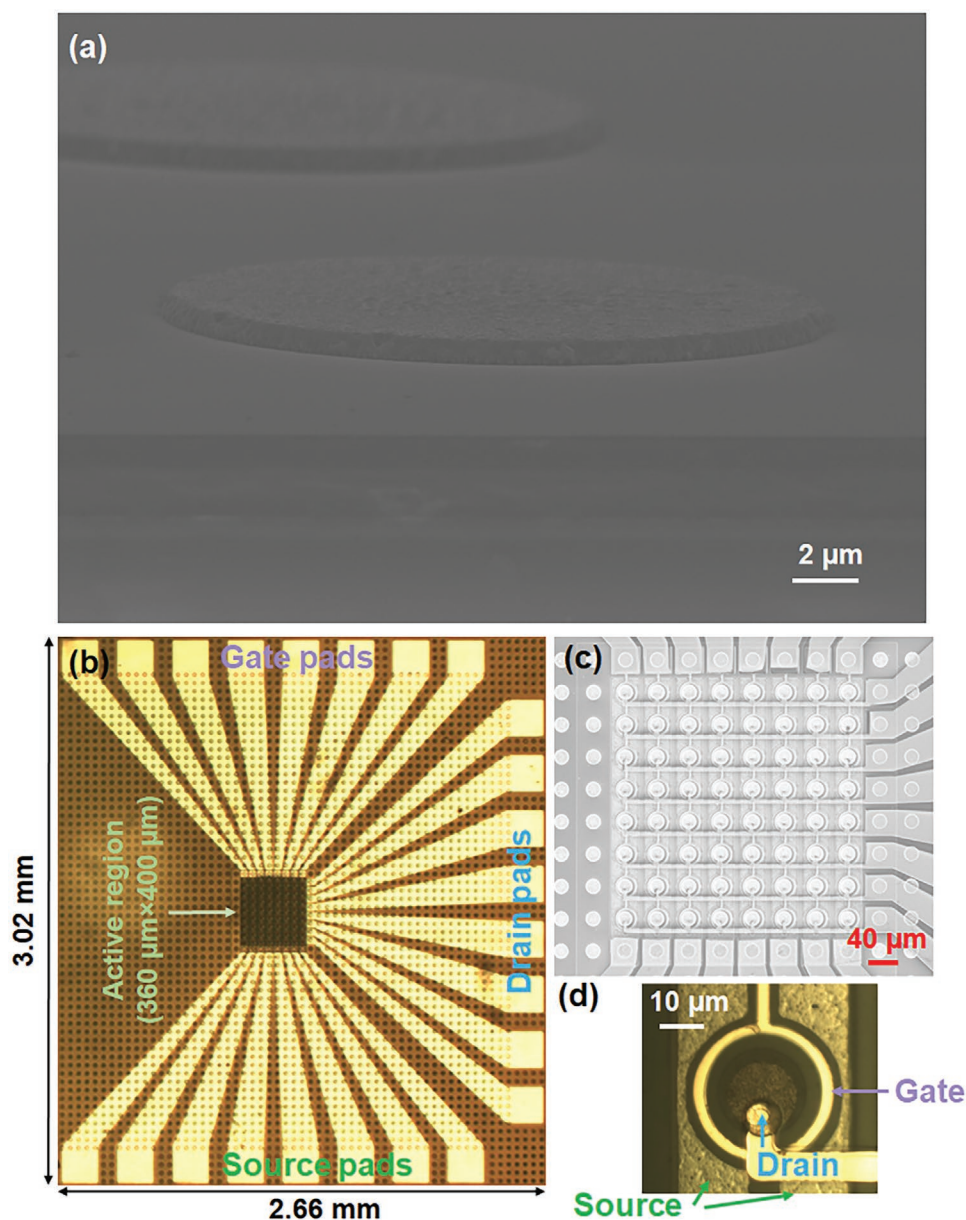 (a)
2 µm
(b)
Gate pads
Active region
(360 µm×400 µm)
Drain pads
Source pads
3.02 mm
2.66 mm
(c)
40 µm
(d)
10 µm
Gate
Drain
Source